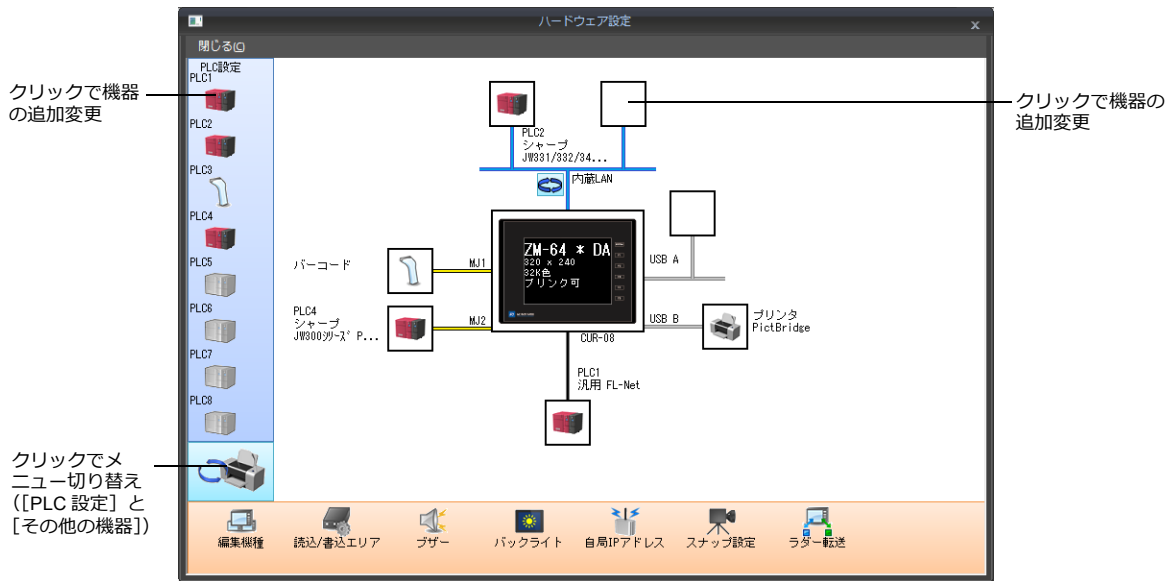 ハードウェア設定
x
閉じる(C)
PLC設定
PLC1
クリックで機器
の追加変更
PLC2
PLC3
PLC4
PLC5
PLC6
PLC7
PLC8
クリックでメ
ニュー切り替え
（［PLC 設定］と
［その他の機器］）
クリックで機器の
追加変更
PLC2
シャープ
JW331/332/34...
内蔵LAN
ZM-64 * DA
320 x 240
32K色
ブリンク可
バーコード
MJ1
USB A
PLC4
シャープ
JW300シリーズ P...
MJ2
USB B
プリンタ
PictBridge
CUR-08
PLC1
汎用 FL-Net
編集機種
読込/書込エリア
ブザー
バックライト
自局IPアドレス
スナップ設定
ラダー転送